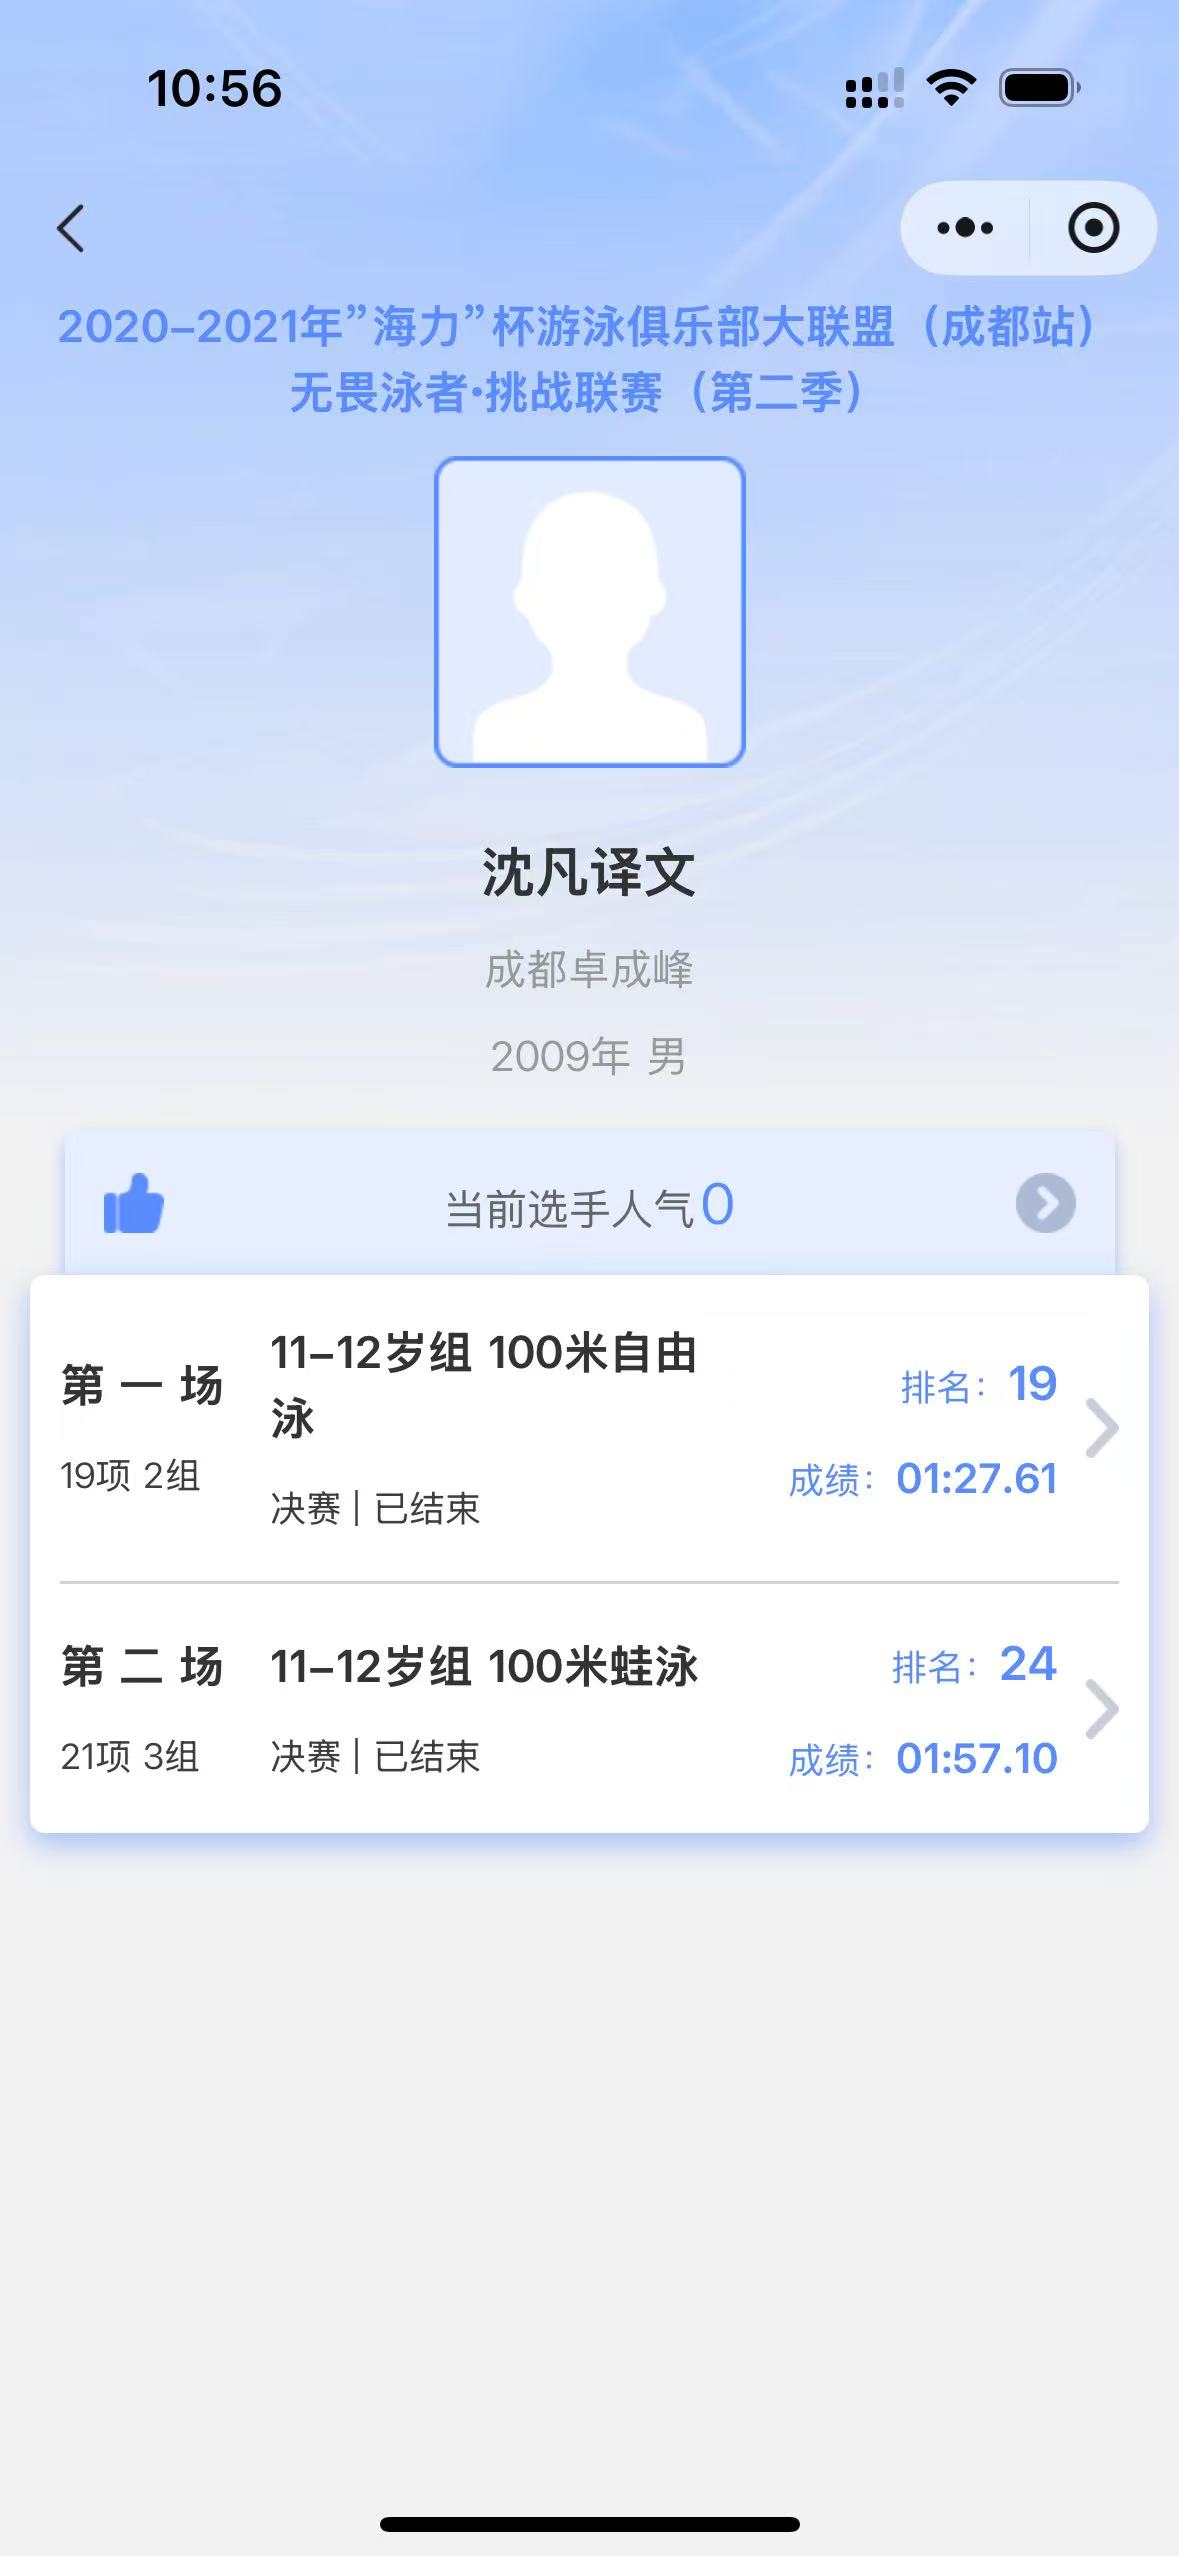 10:56
2020-2021年”海力”杯游泳俱乐部大联盟（成都站）
无畏泳者·挑战联赛（第二季）
沈凡译文
成都卓成峰
2009年 男
当前选手人气0
第一场
19项 2组
11-12岁组 100米自由
泳
决赛 | 已结束
排名：19
成绩：01:27.61
第二场
21项 3组
11-12岁组 100米蛙泳
决赛 | 已结束
排名：24
成绩：01:57.10